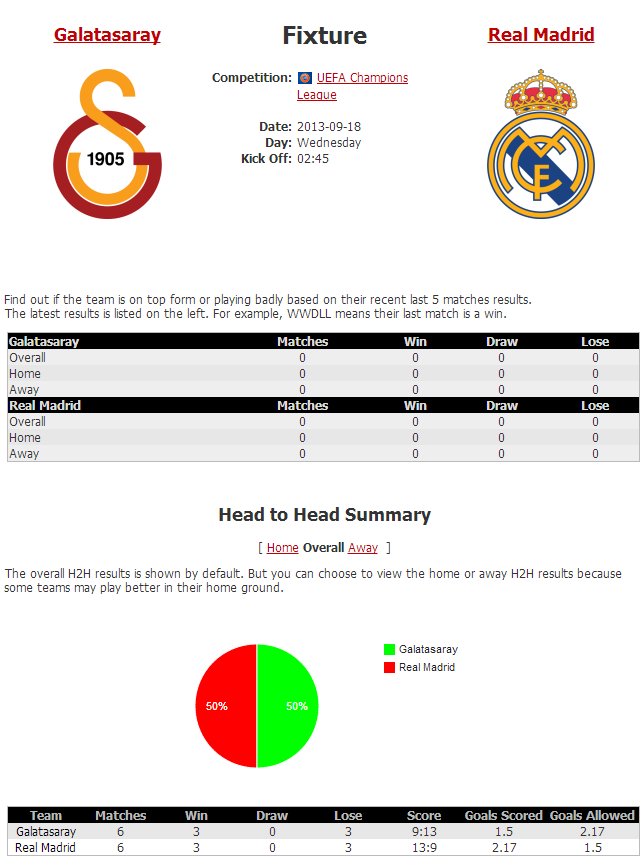 Galatasaray Fixture Real Madrid
Competition: UEFA Champions
League
1905
Date: 2013-09-18
Day: Wednesday
Kick Off: 02:45
Find out if the team is on top form or playing badly based on their recent last 5 matches results.
The latest results is listed on the left. For example, WWDLL means their last match is a win.
Galatasaray Matches Win Draw Lose
Overall 0 0 0 0
Home 0 0 0 0
Away 0 0 0 0
Real Madrid Matches Win Draw Lose
Overall 0 0 0 0
Home 0 0 0 0
Away 0 0 0 0
Head to Head Summary
[ Home Overall Away ]
The overall H2H results is shown by default. But you can choose to view the home or away H2H results because
some teams may play better in their home ground.
Galatasaray
Real Madrid
50% 50%
Team Matches Win Draw Lose Score Goals Scored Goals Allowed
Galatasaray 6 3 0 3 9:13 1.5 2.17
Real Madrid 6 3 0 3 13:9 2.17 1.5